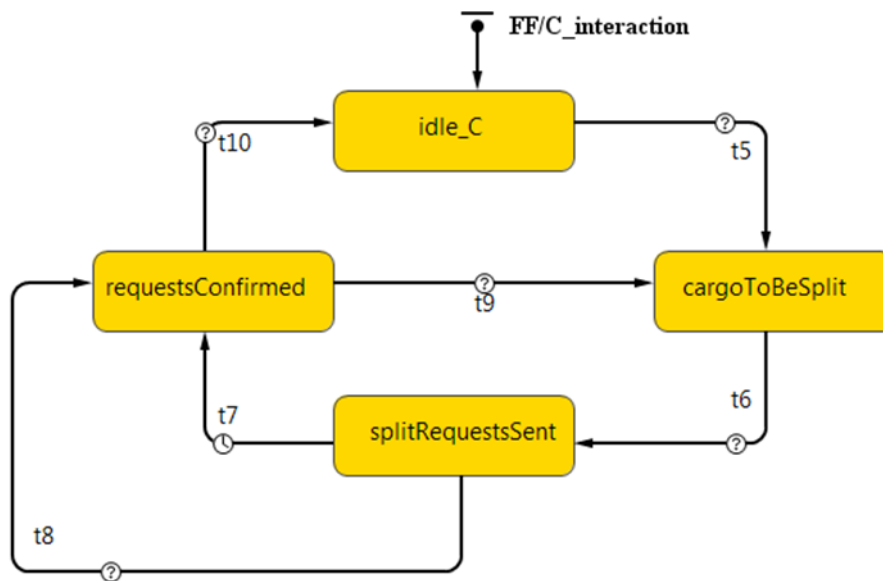 FF/C_interaction
idle_C
t10
t5
requestsConfirmed
cargoToBeSplit
t9
t6
t7
splitRequestsSent
t8